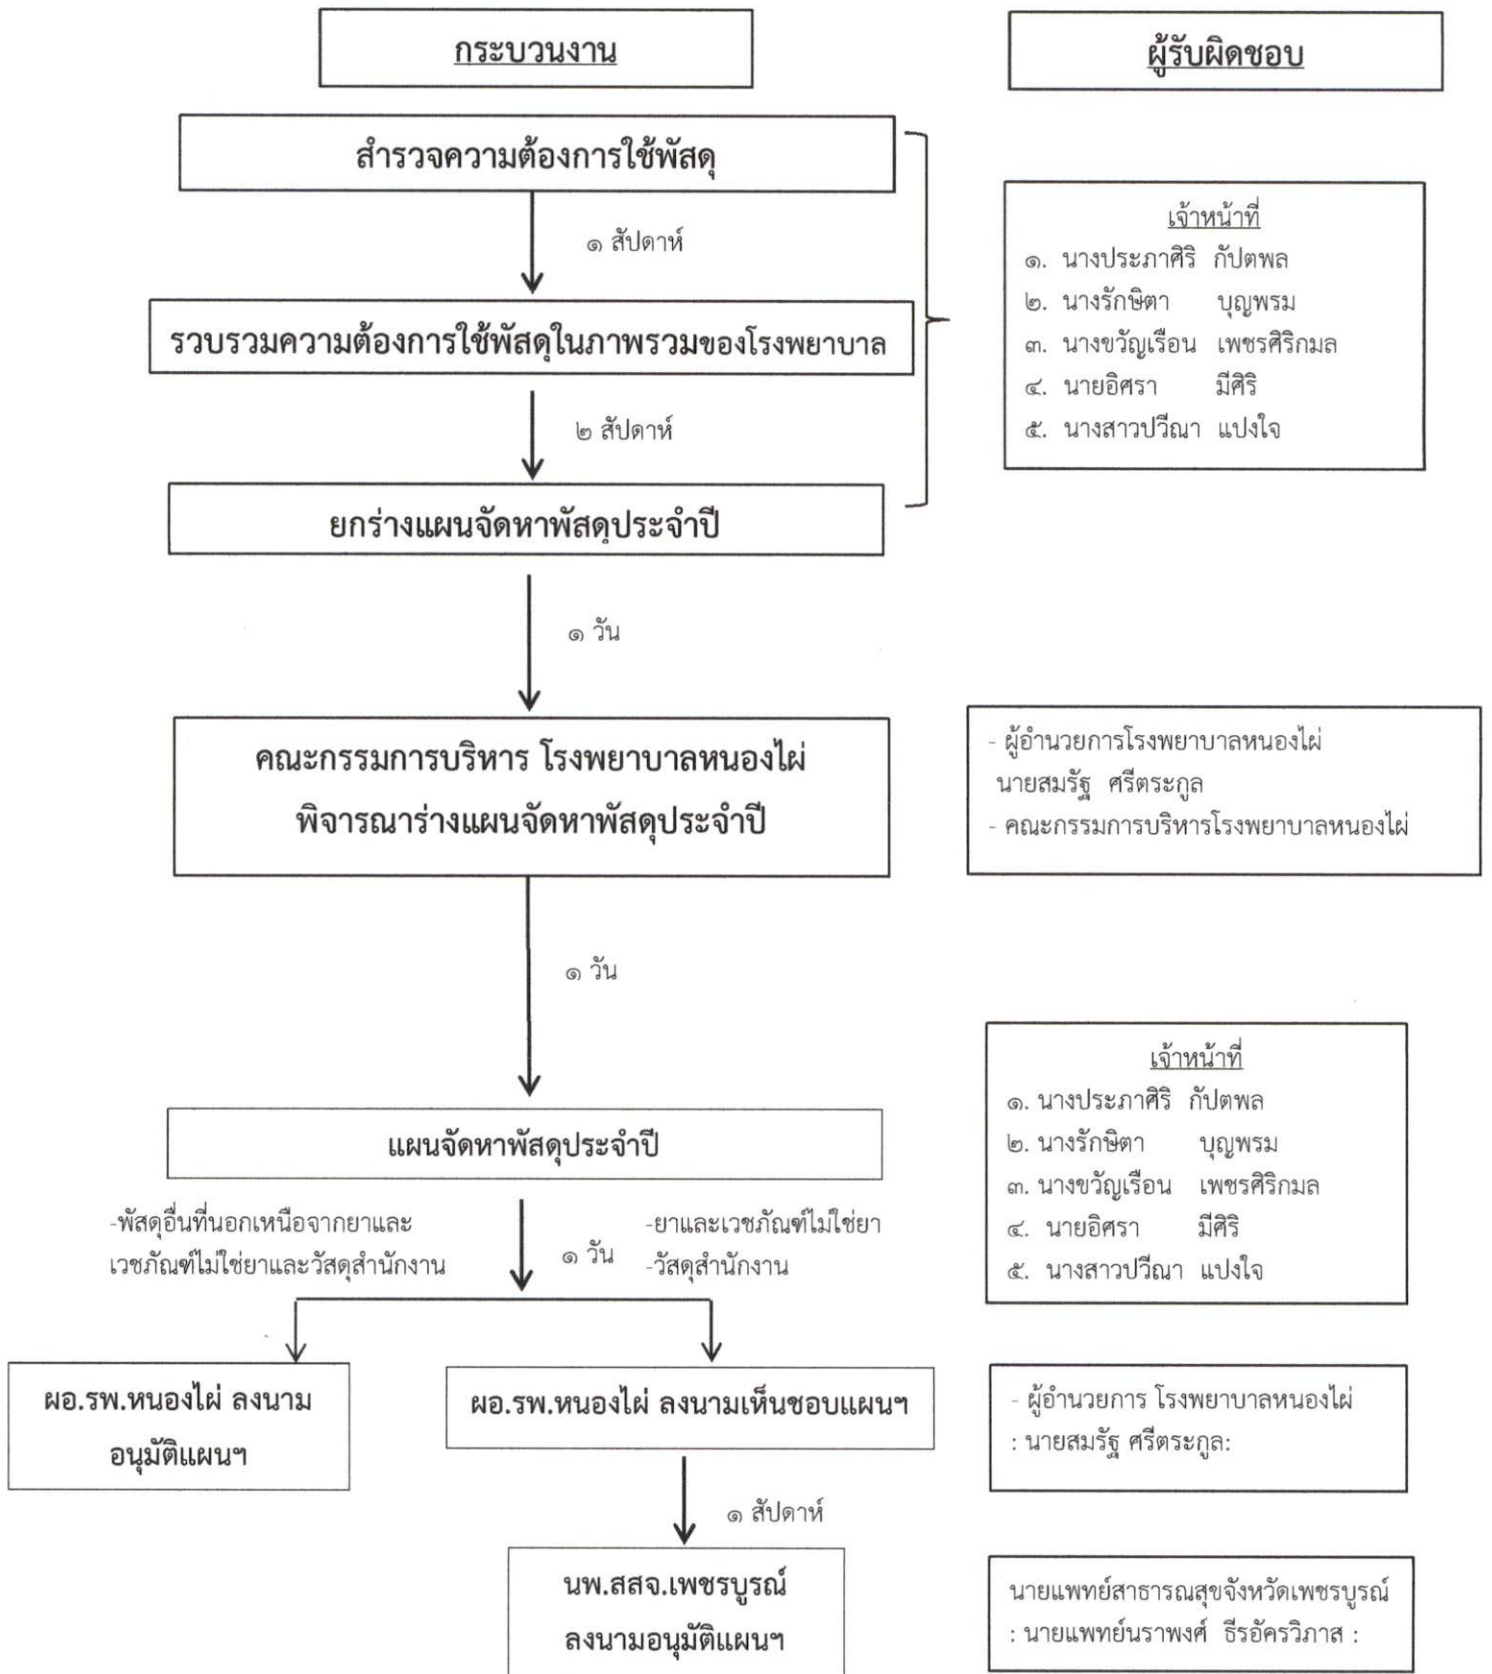 กระบวนงาน
ผู้รับผิดชอบ
สำรวจความต้องการใช้พัสดุ
๑ สัปดาห์
รวบรวมความต้องการใช้พัสดุในภาพรวมของโรงพยาบาล
๒ สัปดาห์
ยกร่างแผนจัดหาพัสดุประจำปี
เจ้าหน้าที่
๑. นางประภาศิริ กัปตพล
๒. นางรักษิตา บุญพรม
๓. นางขวัญเรือน เพชรศิริกมล
๔. นายอิศรา มีศิริ
๕. นางสาวปวีณา แปงใจ
๑ วัน
คณะกรรมการบริหาร โรงพยาบาลหนองไผ่
พิจารณาร่างแผนจัดหาพัสดุประจำปี
- ผู้อำนวยการโรงพยาบาลหนองไผ่
นายสมรัฐ ศรีตระกูล
- คณะกรรมการบริหารโรงพยาบาลหนองไผ่
๑ วัน
แผนจัดหาพัสดุประจำปี
เจ้าหน้าที่
๑. นางประภาศิริ กัปตพล
๒. นางรักษิตา บุญพรม
๓. นางขวัญเรือน เพชรศิริกมล
๔. นายอิศรา มีศิริ
๕. นางสาวปวีณา แปงใจ
-พัสดุอื่นที่นอกเหนือจากยาและ
เวชภัณฑ์ไม่ใช่ยาและวัสดุสำนักงาน
๑ วัน
-ยาและเวชภัณฑ์ไม่ใช่ยา
-วัสดุสำนักงาน
ผอ.รพ.หนองไผ่ ลงนาม
อนุมัติแผนฯ
ผอ.รพ.หนองไผ่ ลงนามเห็นชอบแผนฯ
- ผู้อำนวยการ โรงพยาบาลหนองไผ่
: นายสมรัฐ ศรีตระกูล:
๑ สัปดาห์
นพ.สสจ.เพชรบูรณ์
ลงนามอนุมัติแผนฯ
นายแพทย์สาธารณสุขจังหวัดเพชรบูรณ์
: นายแพทย์นราพงศ์ ธีรอัครวิภาส :